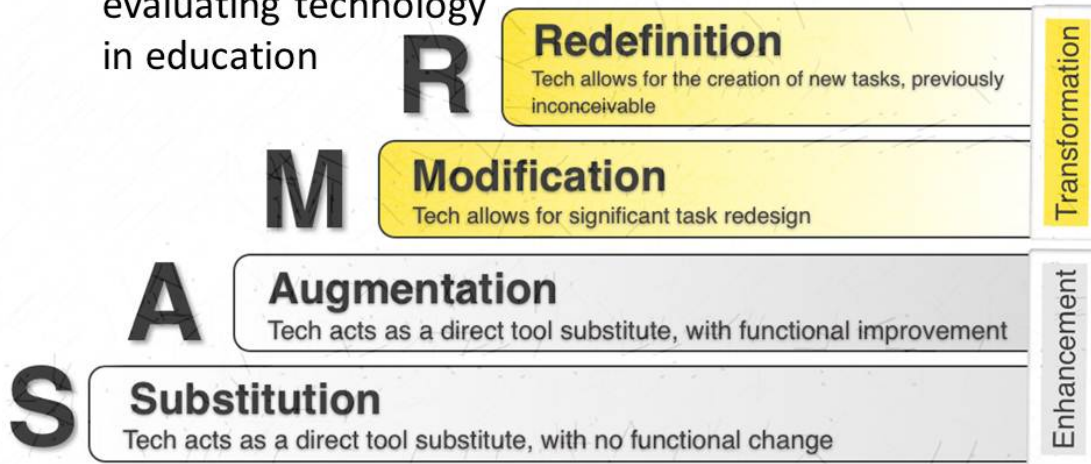 evaluating technology
in education
R
Redefinition
Tech allows for the creation of new tasks, previously
inconceivable
M
Modification
Tech allows for significant task redesign
Transformation
A
Augmentation
Tech acts as a direct tool substitute, with functional improvement
S
Substitution
Tech acts as a direct tool substitute, with no functional change
Enhancement